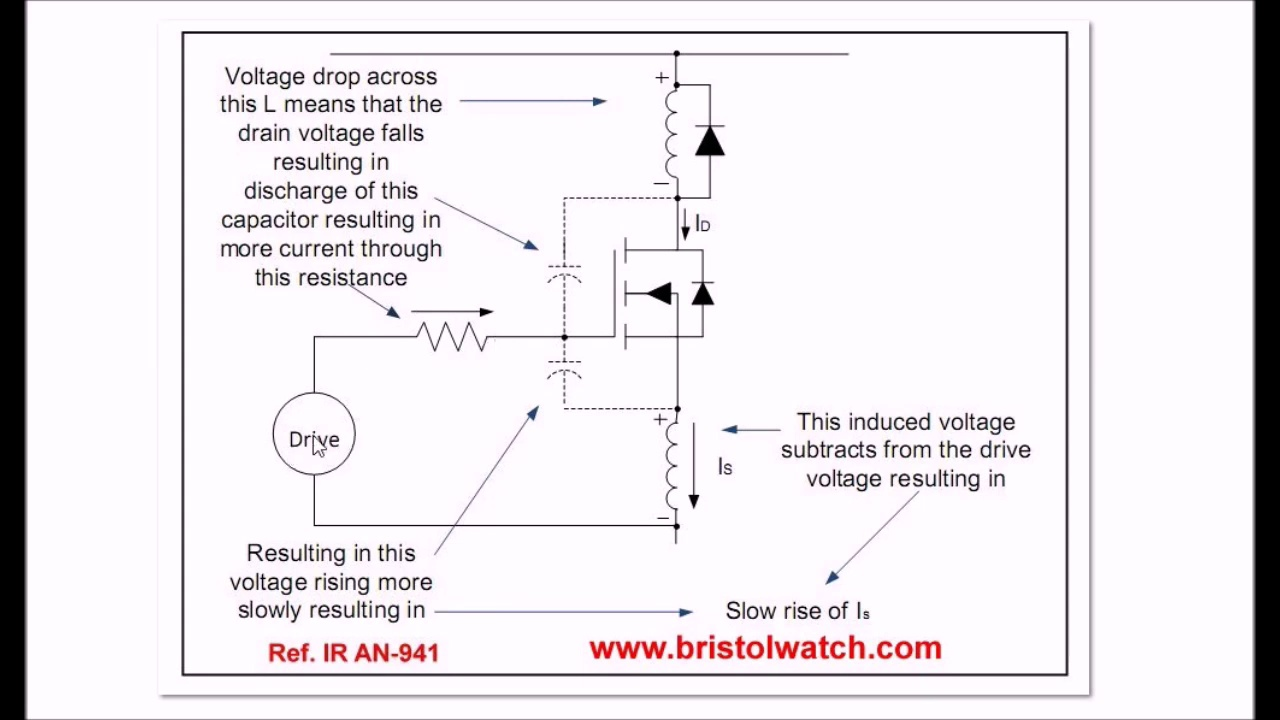 Voltage drop across
this L means that the
drain voltage falls
resulting in
discharge of this
capacitor resulting in
more current through
this resistance
+
–
ID
Drive
+
–
IS
This induced voltage
subtracts from the drive
voltage resulting in
Resulting in this
voltage rising more
slowly resulting in
Slow rise of Is
Ref. IR AN-941
www.bristolwatch.com